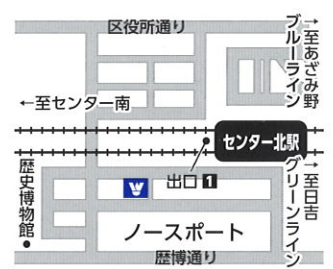 区役所通り
ブルーライン
→至あざみ野
←至センター南
センター北駅
出口1
歴史博物館
グリーンライン
→至日吉
ノースポート
歴博通り